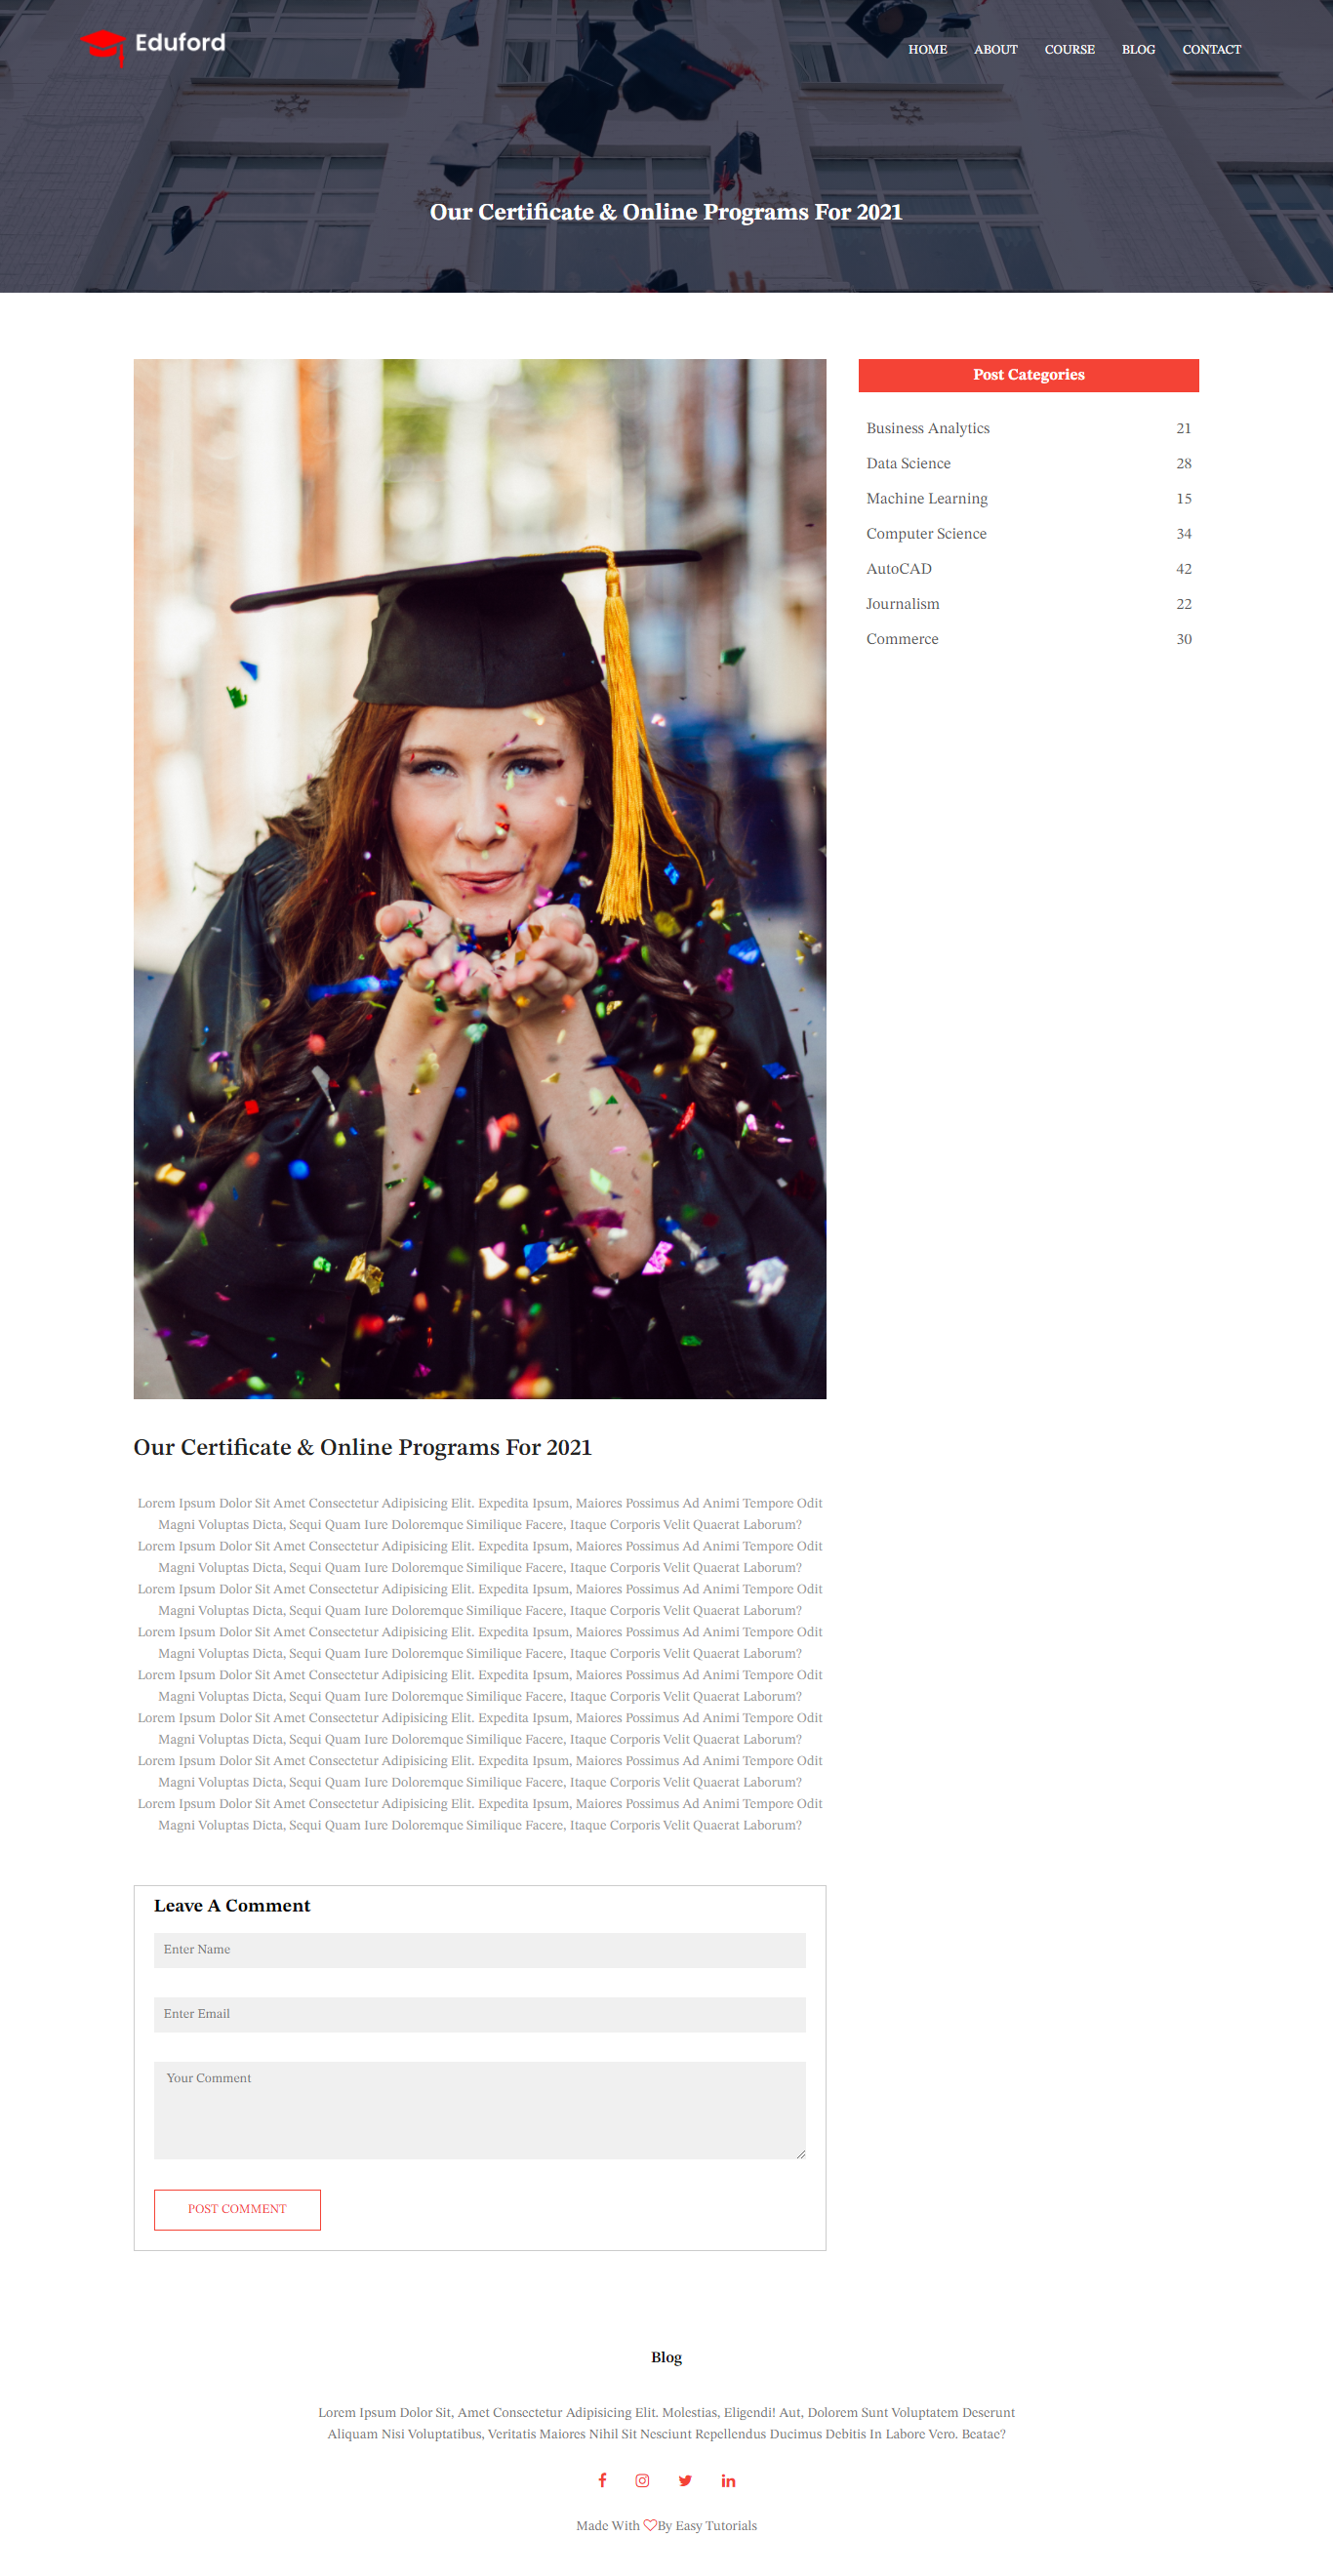 Eduford
HOME ABOUT COURSE BLOG CONTACT
Our Certificate & Online Programs For 2021
Post Categories
Business Analytics 21
Data Science 28
Machine Learning 15
Computer Science 34
AutoCAD 42
Journalism 22
Commerce 30
Our Certificate & Online Programs For 2021
Lorem Ipsum Dolor Sit Amet Consectetur Adipisicing Elit. Expedita Ipsum, Maiores Possimus Ad Animi Tempore Odit
Magni Voluptas Dicta, Sequi Quam Iure Doloremque Similique Facere, Itaque Corporis Velit Quaerat Laborum?
Lorem Ipsum Dolor Sit Amet Consectetur Adipisicing Elit. Expedita Ipsum, Maiores Possimus Ad Animi Tempore Odit
Magni Voluptas Dicta, Sequi Quam Iure Doloremque Similique Facere, Itaque Corporis Velit Quaerat Laborum?
Lorem Ipsum Dolor Sit Amet Consectetur Adipisicing Elit. Expedita Ipsum, Maiores Possimus Ad Animi Tempore Odit
Magni Voluptas Dicta, Sequi Quam Iure Doloremque Similique Facere, Itaque Corporis Velit Quaerat Laborum?
Lorem Ipsum Dolor Sit Amet Consectetur Adipisicing Elit. Expedita Ipsum, Maiores Possimus Ad Animi Tempore Odit
Magni Voluptas Dicta, Sequi Quam Iure Doloremque Similique Facere, Itaque Corporis Velit Quaerat Laborum?
Lorem Ipsum Dolor Sit Amet Consectetur Adipisicing Elit. Expedita Ipsum, Maiores Possimus Ad Animi Tempore Odit
Magni Voluptas Dicta, Sequi Quam Iure Doloremque Similique Facere, Itaque Corporis Velit Quaerat Laborum?
Lorem Ipsum Dolor Sit Amet Consectetur Adipisicing Elit. Expedita Ipsum, Maiores Possimus Ad Animi Tempore Odit
Magni Voluptas Dicta, Sequi Quam Iure Doloremque Similique Facere, Itaque Corporis Velit Quaerat Laborum?
Lorem Ipsum Dolor Sit Amet Consectetur Adipisicing Elit. Expedita Ipsum, Maiores Possimus Ad Animi Tempore Odit
Magni Voluptas Dicta, Sequi Quam Iure Doloremque Similique Facere, Itaque Corporis Velit Quaerat Laborum?
Lorem Ipsum Dolor Sit Amet Consectetur Adipisicing Elit. Expedita Ipsum, Maiores Possimus Ad Animi Tempore Odit
Magni Voluptas Dicta, Sequi Quam Iure Doloremque Similique Facere, Itaque Corporis Velit Quaerat Laborum?
Leave A Comment
Enter Name
Enter Email
Your Comment
POST COMMENT
Blog
Lorem Ipsum Dolor Sit, Amet Consectetur Adipisicing Elit. Molestias, Eligendi! Aut, Dolorem Sunt Voluptatem Deserunt
Aliquam Nisi Voluptatibus, Veritatis Maiores Nihil Sit Nesciunt Repellendus Ducimus Debitis In Labore Vero. Beatae?
Made With ♡By Easy Tutorials